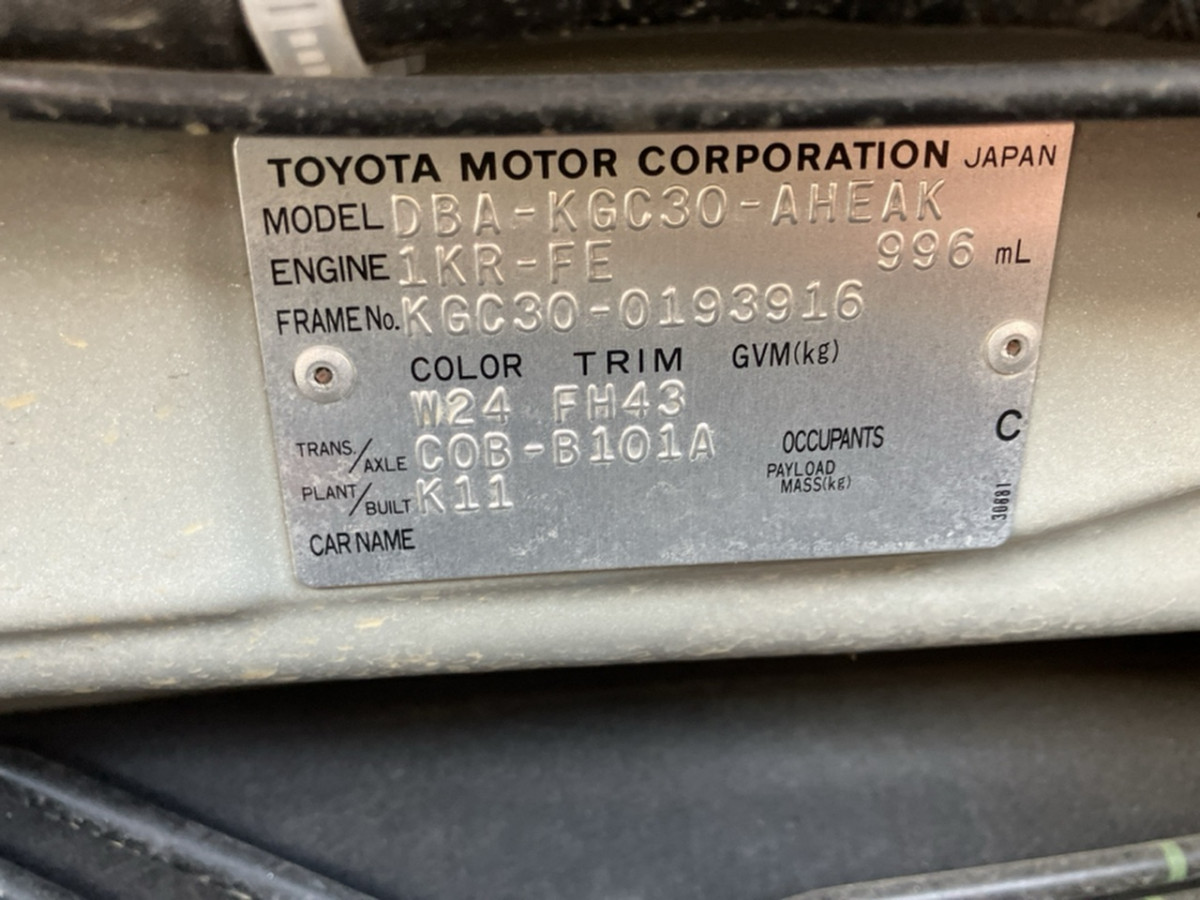 TOYOTA MOTOR CORPORATION JAPAN
MODEL DBA-KGC30-AHEAK
ENGINE 1KR-FE 996 mL
FRAME No. KGC30-0193916
COLOR TRIM GVM(kg)
W24 FH43
TRANS./AXLE C0B-B101A OCCUPANTS C
PAYLOAD MASS(kg)
PLANT/BUILT K11
30881
CAR NAME